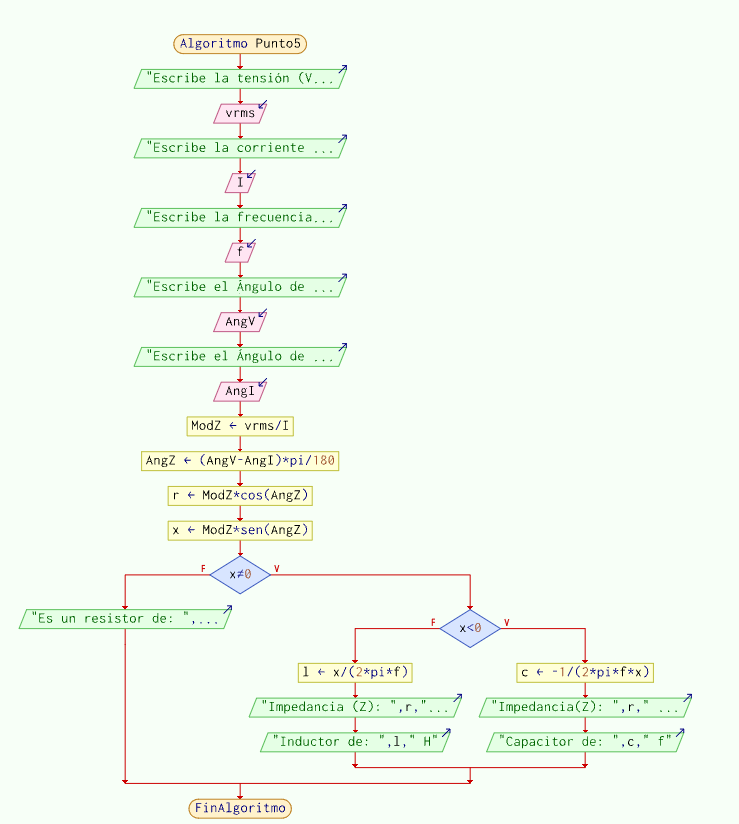 Algoritmo Punto5
"Escribe la tensión (V...
vrms
"Escribe la corriente ...
I
"Escribe la frecuencia...
f
"Escribe el Ángulo de ...
AngV
"Escribe el Ángulo de ...
AngI
ModZ ← vrms/I
AngZ ← (AngV-AngI)*pi/180
r ← ModZ*cos(AngZ)
x ← ModZ*sen(AngZ)
F
x≠0
V
"Es un resistor de: ",...
F
x<0
V
l ← x/(2*pi*f)
c ← -1/(2*pi*f*x)
"Impedancia (Z): ",r,"...
"Impedancia(Z): ",r," ...
"Inductor de: ",l," H"
"Capacitor de: ",c," f"
FinAlgoritmo